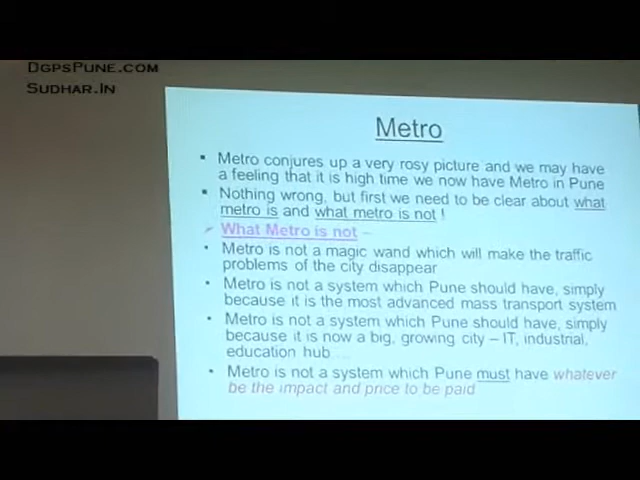 DGPSPUNE.COM
SUDHAR.IN
Metro
Metro conjures up a very rosy picture and we may have
a feeling that it is high time we now have Metro in Pune
Nothing wrong, but first we need to be clear about what
metro is and what metro is not !
What Metro is not –
Metro is not a magic wand which will make the traffic
problems of the city disappear
Metro is not a system which Pune should have, simply
because it is the most advanced mass transport system
Metro is not a system which Pune should have, simply
because it is now a big, growing city – IT, industrial,
education hub ....
Metro is not a system which Pune must have whatever
be the impact and price to be paid